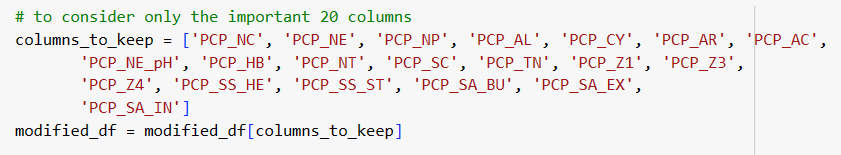 # to consider only the important 20 columns
columns_to_keep = ['PCP_NC', 'PCP_NE', 'PCP_NP', 'PCP_AL', 'PCP_CY', 'PCP_AR', 'PCP_AC',
'PCP_NE_pH', 'PCP_HB', 'PCP_NT', 'PCP_SC', 'PCP_TN', 'PCP_Z1', 'PCP_Z3',
'PCP_Z4', 'PCP_SS_HE', 'PCP_SS_ST', 'PCP_SA_BU', 'PCP_SA_EX',
'PCP_SA_IN']
modified_df = modified_df[columns_to_keep]